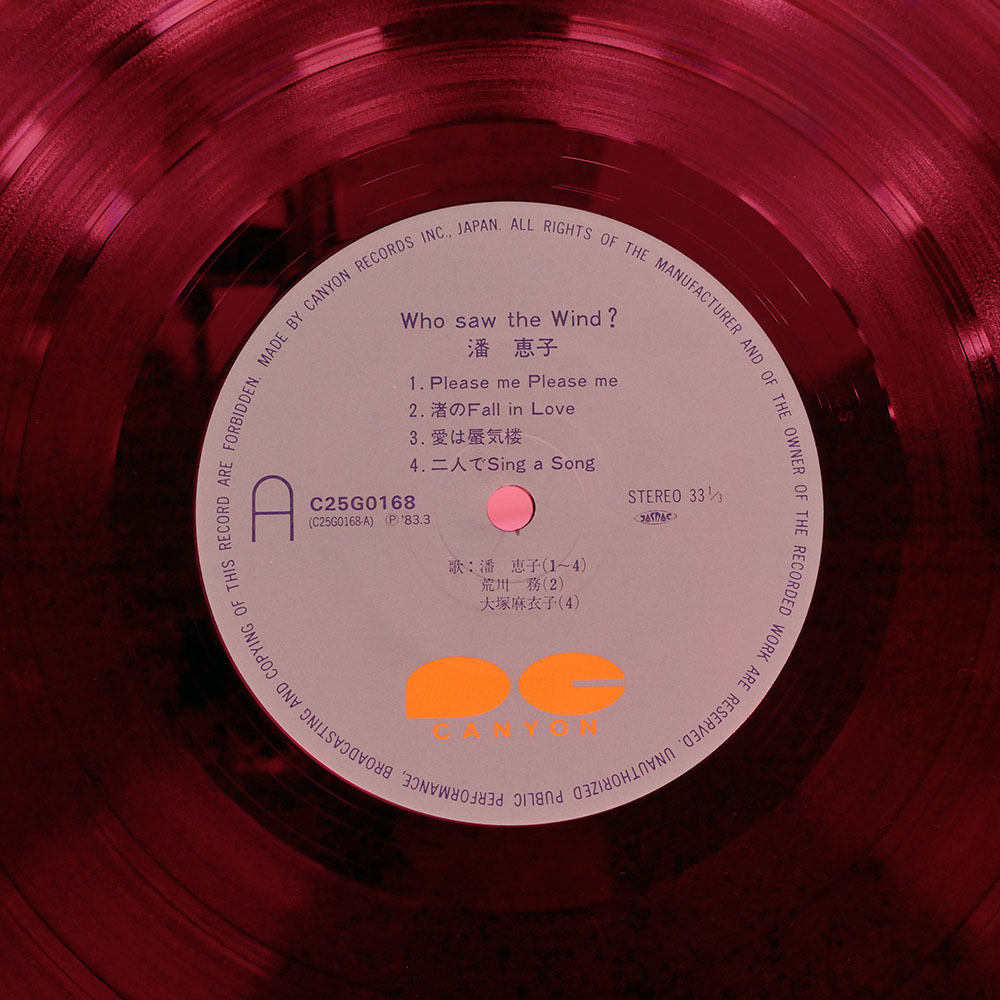 MADE BY CANYON RECORDS INC., JAPAN. ALL RIGHTS OF THE MANUFACTURER AND OF THE OWNER OF THE RECORDED WORK ARE RESERVED. UNAUTHORIZED PUBLIC PERFORMANCE, BROADCASTING AND COPYING OF THIS RECORD ARE FORBIDDEN.
Who saw the Wind?
潘 恵子
1. Please me Please me
2. 渚のFall in Love
3. 愛は蜃気楼
4. 二人でSing a Song
A
C25G0168
(C25G0168-A) Ⓟ'83.3
STEREO 33 1/3
JASRAC
歌:潘 恵子(1~4)
荒川 務(2)
大塚麻衣子(4)
CANYON